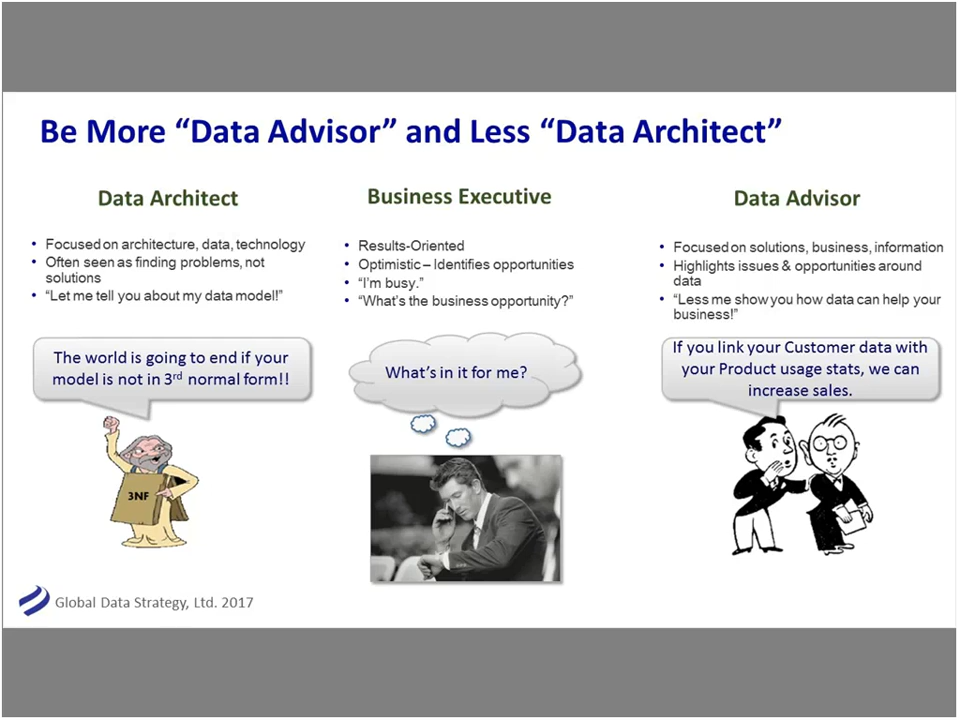 Be More “Data Advisor” and Less “Data Architect”
Data Architect
• Focused on architecture, data, technology
• Often seen as finding problems, not
solutions
• “Let me tell you about my data model!”
The world is going to end if your
model is not in 3rd normal form!!
3NF
Business Executive
• Results-Oriented
• Optimistic – Identifies opportunities
• “I’m busy.”
• “What’s the business opportunity?”
What’s in it for me?
Data Advisor
• Focused on solutions, business, information
• Highlights issues & opportunities around
data
• “Less me show you how data can help your
business!”
If you link your Customer data with
your Product usage stats, we can
increase sales.
Global Data Strategy, Ltd. 2017